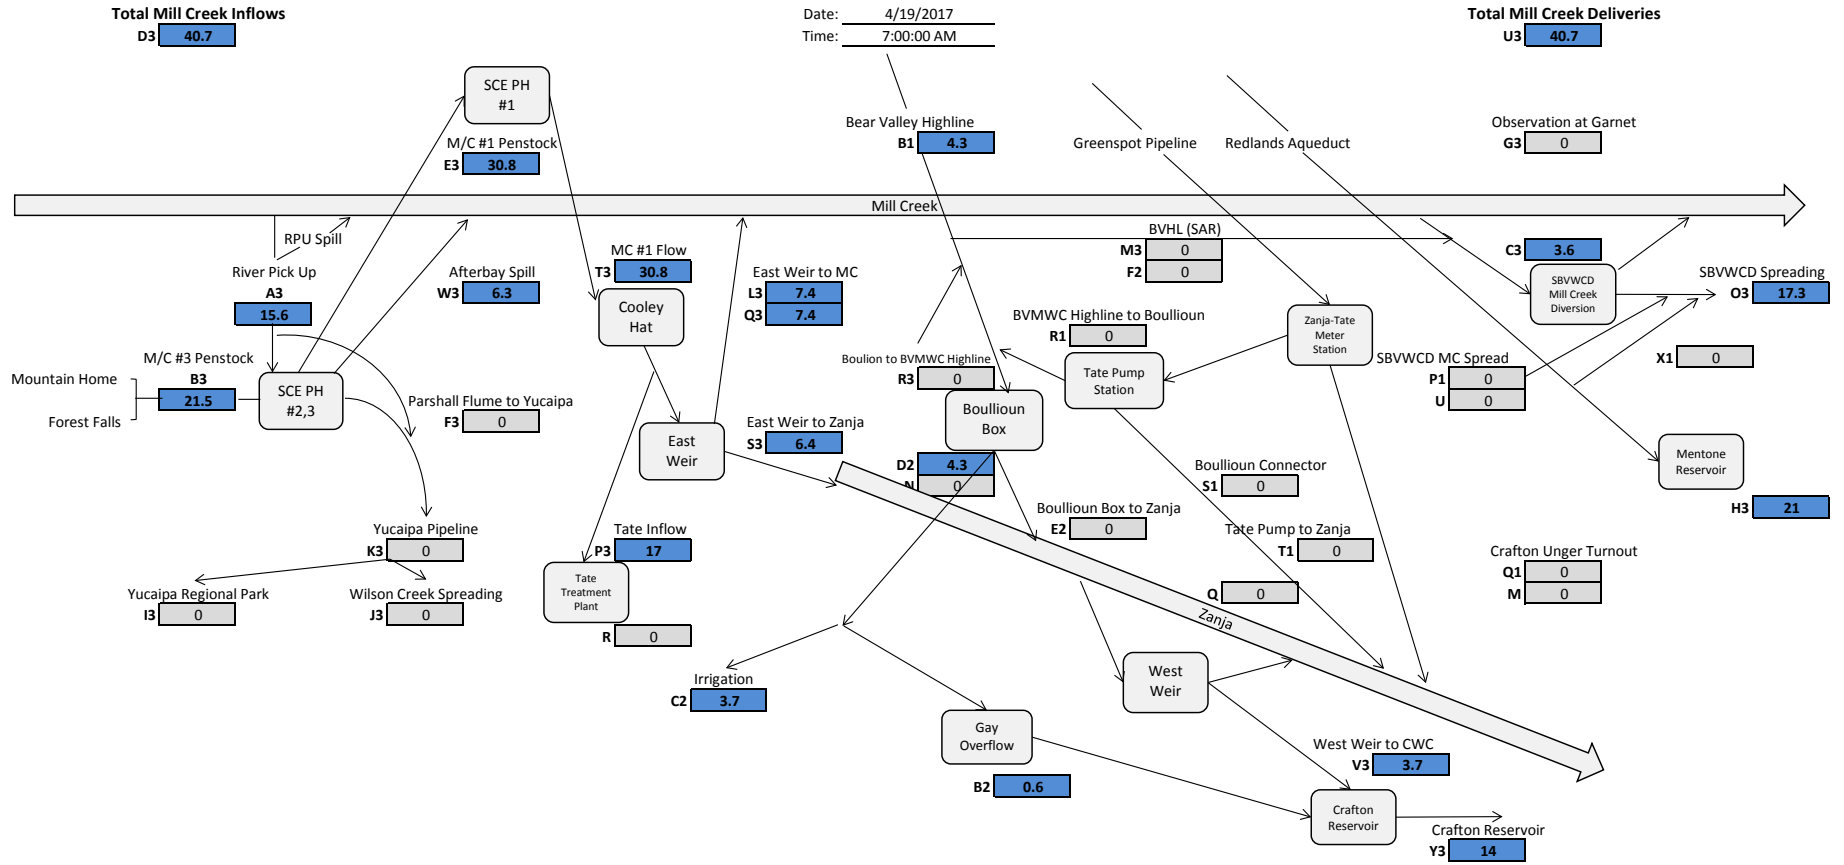 Total Mill Creek Inflows
D3 40.7
Date: 4/19/2017
Time: 7:00:00 AM
Total Mill Creek Deliveries
U3 40.7
SCE PH
#1
M/C #1 Penstock
E3 30.8
Bear Valley Highline
B1 4.3
Greenspot Pipeline
Redlands Aqueduct
Observation at Garnet
G3 0
Mill Creek
RPU Spill
River Pick Up
A3
15.6
Afterbay Spill
W3 6.3
MC #1 Flow
T3 30.8
Cooley
Hat
East Weir to MC
L3 7.4
Q3 7.4
BVHL (SAR)
M3 0
F2 0
C3 3.6
SBVWCD
Mill Creek
Diversion
SBVWCD Spreading
O3 17.3
BVMWC Highline to Boullioun
R1 0
Zanja-Tate
Meter
Station
M/C #3 Penstock
B3
21.5
Mountain Home
Forest Falls
SCE PH
#2,3
Parshall Flume to Yucaipa
F3 0
Boulion to BVMWC Highline
R3 0
Tate Pump
Station
SBVWCD MC Spread
P1 0
U 0
X1 0
Boullioun
Box
East
Weir
East Weir to Zanja
S3 6.4
D2 4.3
N 0
Boullioun Connector
S1 0
Mentone
Reservoir
H3 21
Boullioun Box to Zanja
E2 0
Yucaipa Pipeline
K3 0
Tate Inflow
P3 17
Tate Pump to Zanja
T1 0
Crafton Unger Turnout
Q1 0
M 0
Yucaipa Regional Park
I3 0
Wilson Creek Spreading
J3 0
Tate
Treatment
Plant
R 0
Q 0
Zanja
Irrigation
C2 3.7
West
Weir
Gay
Overflow
B2 0.6
West Weir to CWC
V3 3.7
Crafton
Reservoir
Crafton Reservoir
Y3 14